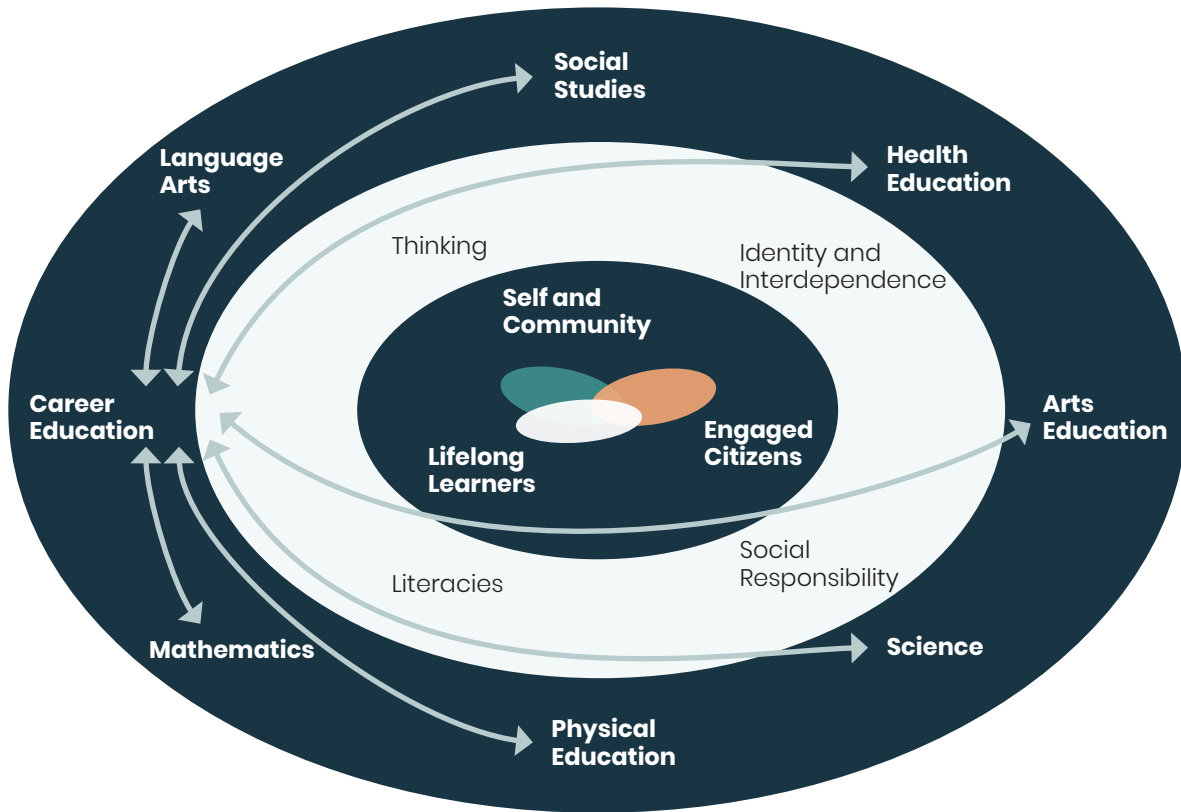 Social
Studies
Language
Arts
Health
Education
Thinking
Identity and
Interdependence
Self and
Community
Career
Education
Arts
Education
Engaged
Citizens
Lifelong
Learners
Social
Responsibility
Literacies
Mathematics
Science
Physical
Education